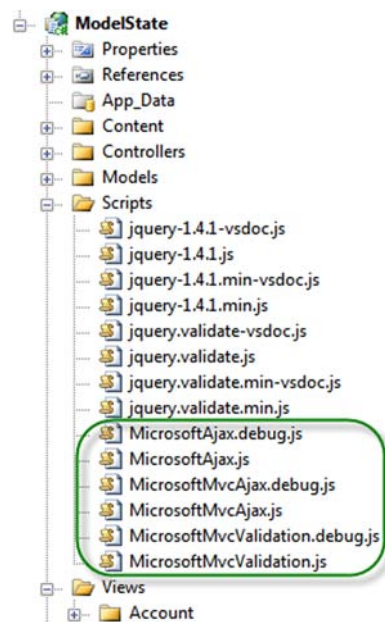 ModelState
Properties
References
App_Data
Content
Controllers
Models
Scripts
jquery-1.4.1-vsdoc.js
jquery-1.4.1.js
jquery-1.4.1.min-vsdoc.js
jquery-1.4.1.min.js
jquery.validate-vsdoc.js
jquery.validate.js
jquery.validate.min-vsdoc.js
jquery.validate.min.js
MicrosoftAjax.debug.js
MicrosoftAjax.js
MicrosoftMvcAjax.debug.js
MicrosoftMvcAjax.js
MicrosoftMvcValidation.debug.js
MicrosoftMvcValidation.js
Views
Account